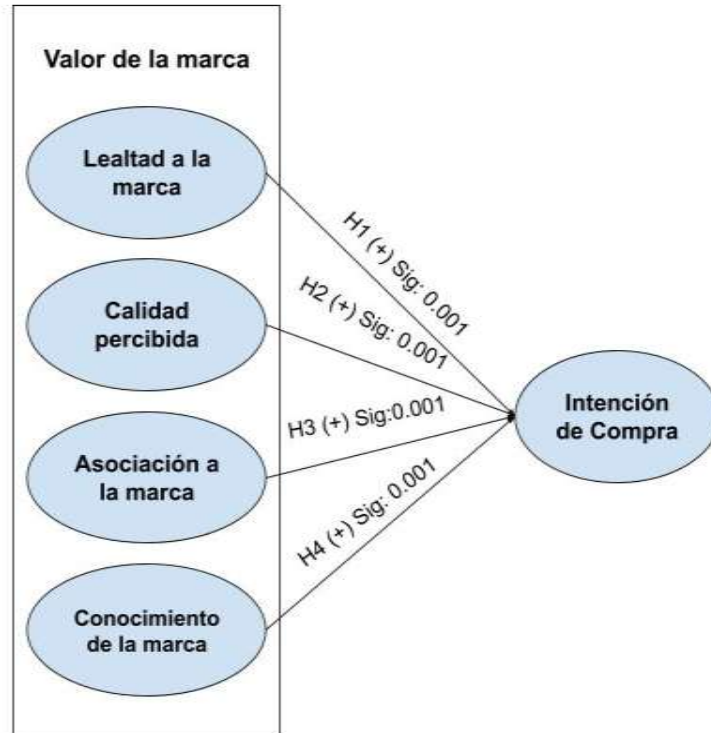 Valor de la marca
Lealtad a la
marca
Calidad
percibida
Asociación a
la marca
Conocimiento
de la marca
H1 (+) Sig: 0.001
H2 (+) Sig: 0.001
H3 (+) Sig:0.001
H4 (+) Sig: 0.001
Intención
de Compra